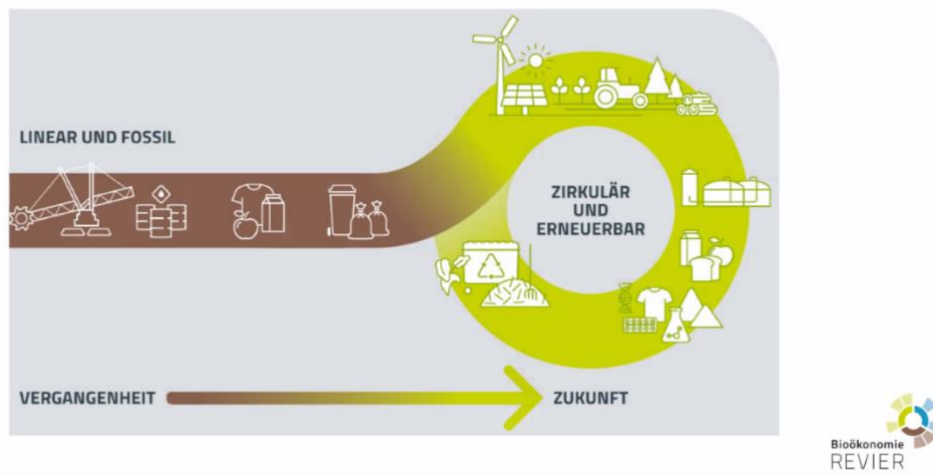 LINEAR UND FOSSIL
ZIRKULÄR
UND
ERNEUERBAR
VERGANGENHEIT
ZUKUNFT
Bioökonomie
REVIER